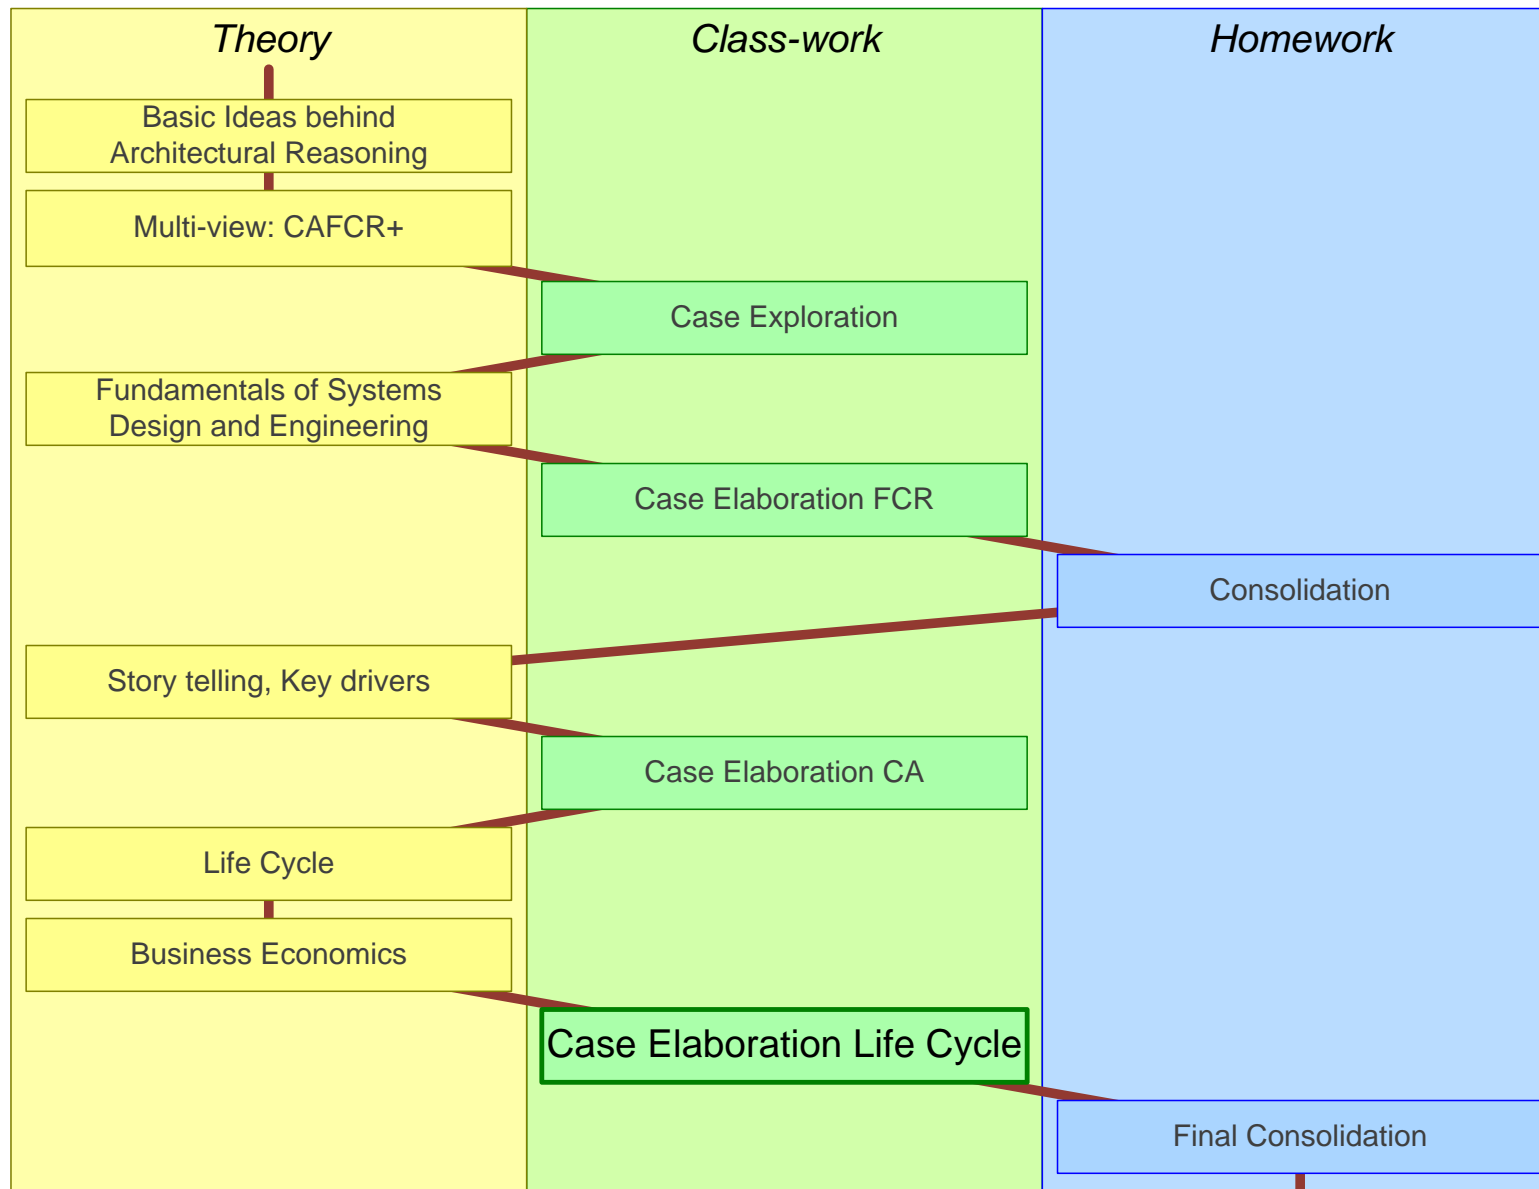 Theory
Class-work
Homework
Basic Ideas behind
Architectural Reasoning
Multi-view: CAFCR+
Case Exploration
Fundamentals of Systems
Design and Engineering
Case Elaboration FCR
Consolidation
Story telling, Key drivers
Case Elaboration CA
Life Cycle
Business Economics
Case Elaboration Life Cycle
Final Consolidation